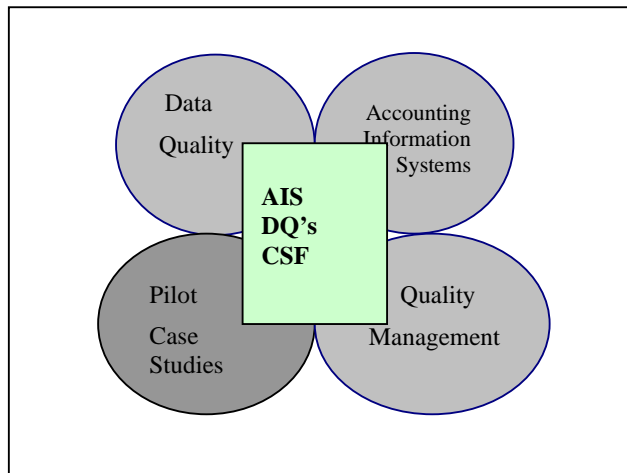 Data
Quality
Accounting
Information
Systems
AIS
DQ's
CSF
Pilot
Case
Studies
Quality
Management